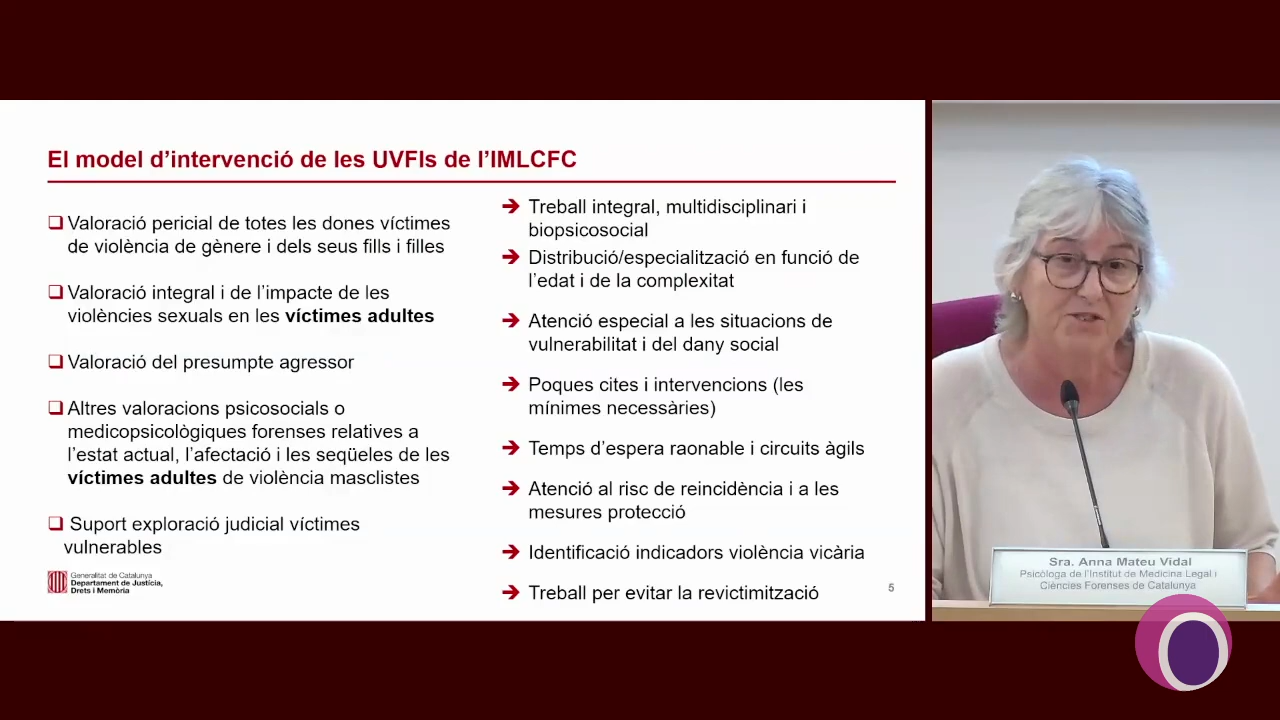 El model d’intervenció de les UVFIs de l’IMLCFC
Valoració pericial de totes les dones víctimes
de violència de gènere i dels seus fills i filles
Valoració integral i de l’impacte de les
violències sexuals en les víctimes adultes
Valoració del presumpte agressor
Altres valoracions psicosocials o
medicopsicològiques forenses relatives a
l’estat actual, l’afectació i les seqüeles de les
víctimes adultes de violència masclistes
Suport exploració judicial víctimes
vulnerables
Treball integral, multidisciplinari i
biopsicosocial
Distribució/especialització en funció de
l’edat i de la complexitat
Atenció especial a les situacions de
vulnerabilitat i del dany social
Poques cites i intervencions (les
mínimes necessàries)
Temps d’espera raonable i circuits àgils
Atenció al risc de reincidència i a les
mesures protecció
Identificació indicadors violència vicària
Treball per evitar la revictimització
Generalitat de Catalunya
Departament de Justícia,
Drets i Memòria
5
Sra. Anna Mateu Vidal
Psicòloga de l’Institut de Medicina Legal i
Ciències Forenses de Catalunya